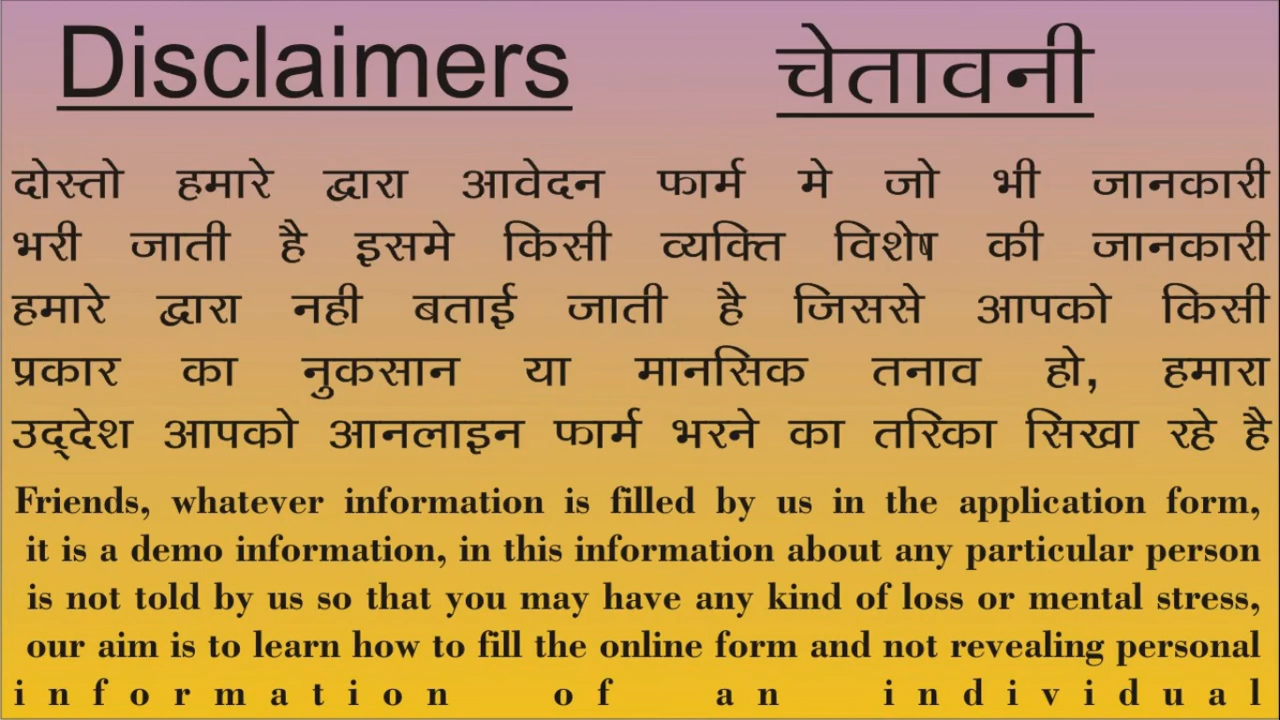 Disclaimers चेतावनी
दोस्तो हमारे द्वारा आवेदन फार्म मे जो भी जानकारी
भरी जाती है इसमे किसी व्यक्ति विशेष की जानकारी
हमारे द्वारा नही बताई जाती है जिससे आपको किसी
प्रकार का नुकसान या मानसिक तनाव हो, हमारा
उद्देश आपको आनलाइन फार्म भरने का तरिका सिखा रहे है
Friends, whatever information is filled by us in the application form,
it is a demo information, in this information about any particular person
is not told by us so that you may have any kind of loss or mental stress,
our aim is to learn how to fill the online form and not revealing personal
information of an individual